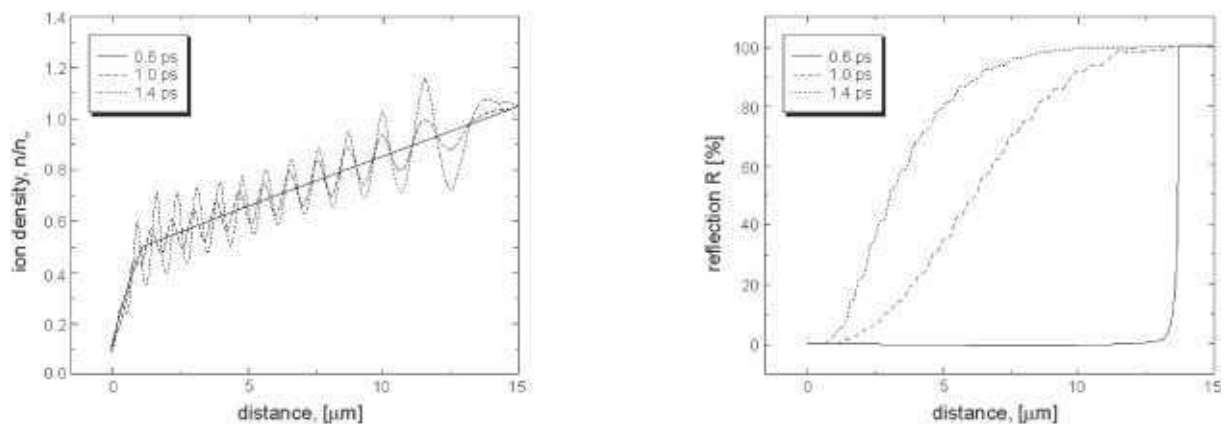 1.4
1.2
1.0
0.8
0.6
0.4
0.2
0.0
ion density, n/n
0.6 ps
1.0 ps
1.4 ps
0
5
10
15
distance, [µm]
100
80
60
40
20
0
reflection R [%]
0.6 ps
1.0 ps
1.4 ps
0
5
10
15
distance, [µm]